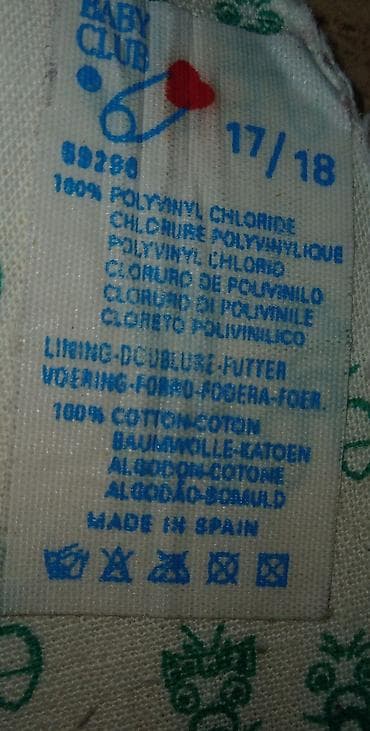 BABY
CLUB
17/18
59298
100% POLYVINYL CHLORIDE
CHLORURE POLYVINYLIQUE
POLYVINYL CHLORID
CLORURO DE POLIVINILO
CLORURO DI POLIVINILE
CLORETO POLIVINILICO
LINING-DOUBLURE-FUTTER
VOERING-FORRO-FODERA-FOER.
100% COTTON-COTON
BAUMWOLLE-KATOEN
ALGODON-COTONE
ALGODÃO-BOMULD
MADE IN SPAIN